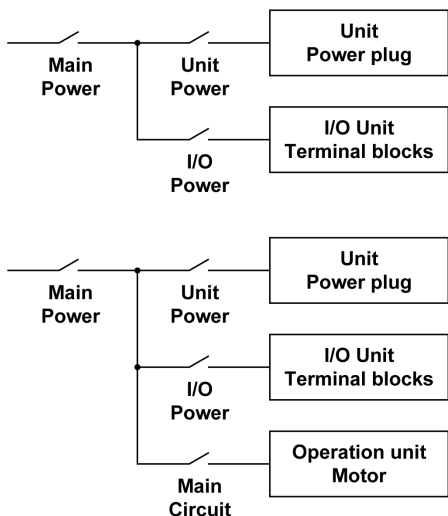 Unit
Power plug
Main
Power
Unit
Power
I/O Unit
Terminal blocks
I/O
Power
Unit
Power plug
Main
Power
Unit
Power
I/O Unit
Terminal blocks
I/O
Power
Operation unit
Motor
Main
Circuit